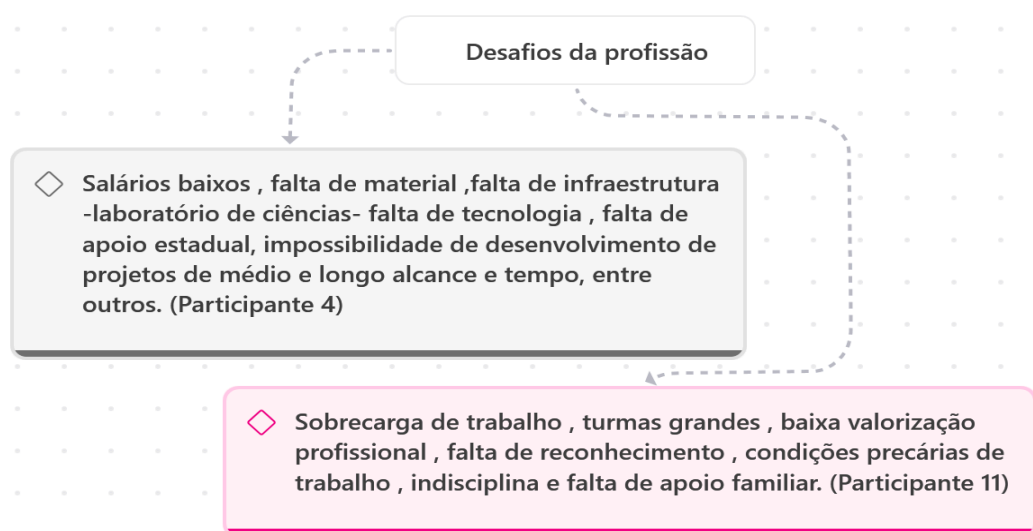 Desafios da profissão
Salários baixos , falta de material ,falta de infraestrutura
-laboratório de ciências- falta de tecnologia , falta de
apoio estadual, impossibilidade de desenvolvimento de
projetos de médio e longo alcance e tempo, entre
outros. (Participante 4)
Sobrecarga de trabalho , turmas grandes , baixa valorização
profissional , falta de reconhecimento , condições precárias de
trabalho , indisciplina e falta de apoio familiar. (Participante 11)